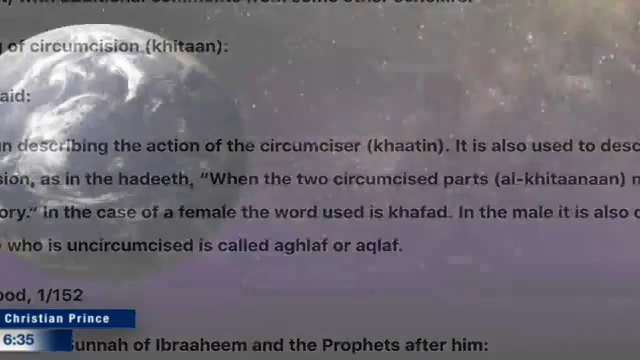 of circumcision (khitaan):
aid:
n describing the action of the circumciser (khaatin). It is also used to desc
sion, as in the hadeeth, “When the two circumcised parts (al-khitaanaan) m
ory.” in the case of a female the word used is khafad. In the male it is also c
who is uncircumcised is called aghlaf or aqlaf.
ood, 1/152
Christian Prince
6:35
Sunnah of Ibraaheem and the Prophets after him: